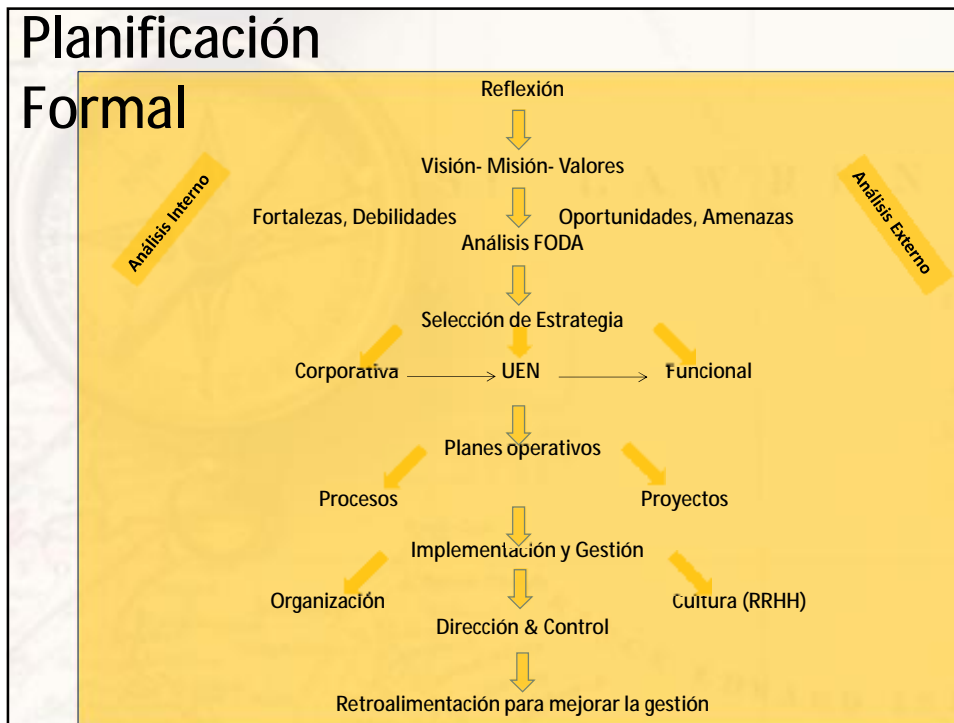 Planificación
Formal
Reflexión
Visión- Misión- Valores
Análisis Interno
Análisis Externo
Fortalezas, Debilidades
Oportunidades, Amenazas
Análisis FODA
Selección de Estrategia
Corporativa
UEN
Funcional
Planes operativos
Procesos
Proyectos
Implementación y Gestión
Organización
Cultura (RRHH)
Dirección & Control
Retroalimentación para mejorar la gestión